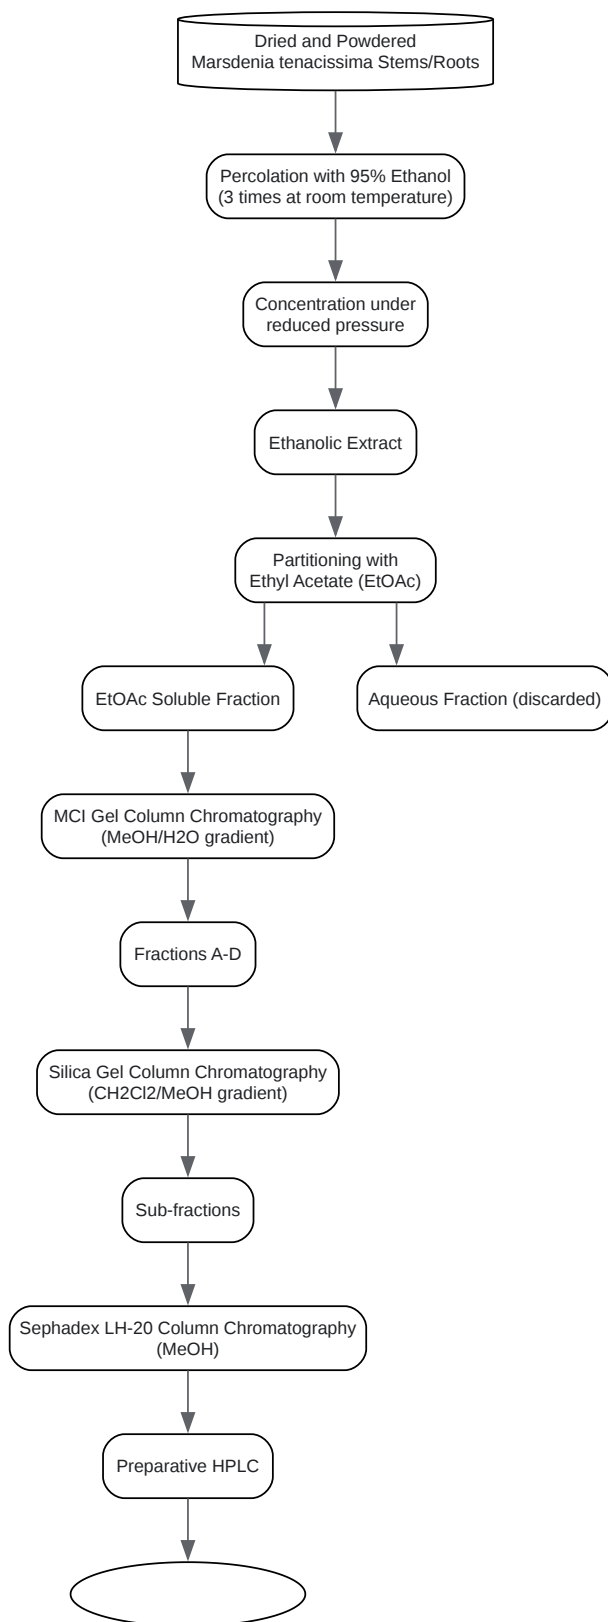 Dried and Powdered
Marsdenia tenacissima Stems/Roots
Percolation with 95% Ethanol
(3 times at room temperature)
Concentration under
reduced pressure
Ethanolic Extract
Partitioning with
Ethyl Acetate (EtOAc)
EtOAc Soluble Fraction
Aqueous Fraction (discarded)
MCI Gel Column Chromatography
(MeOH/H2O gradient)
Fractions A-D
Silica Gel Column Chromatography
(CH2Cl2/MeOH gradient)
Sub-fractions
Sephadex LH-20 Column Chromatography
(MeOH)
Preparative HPLC